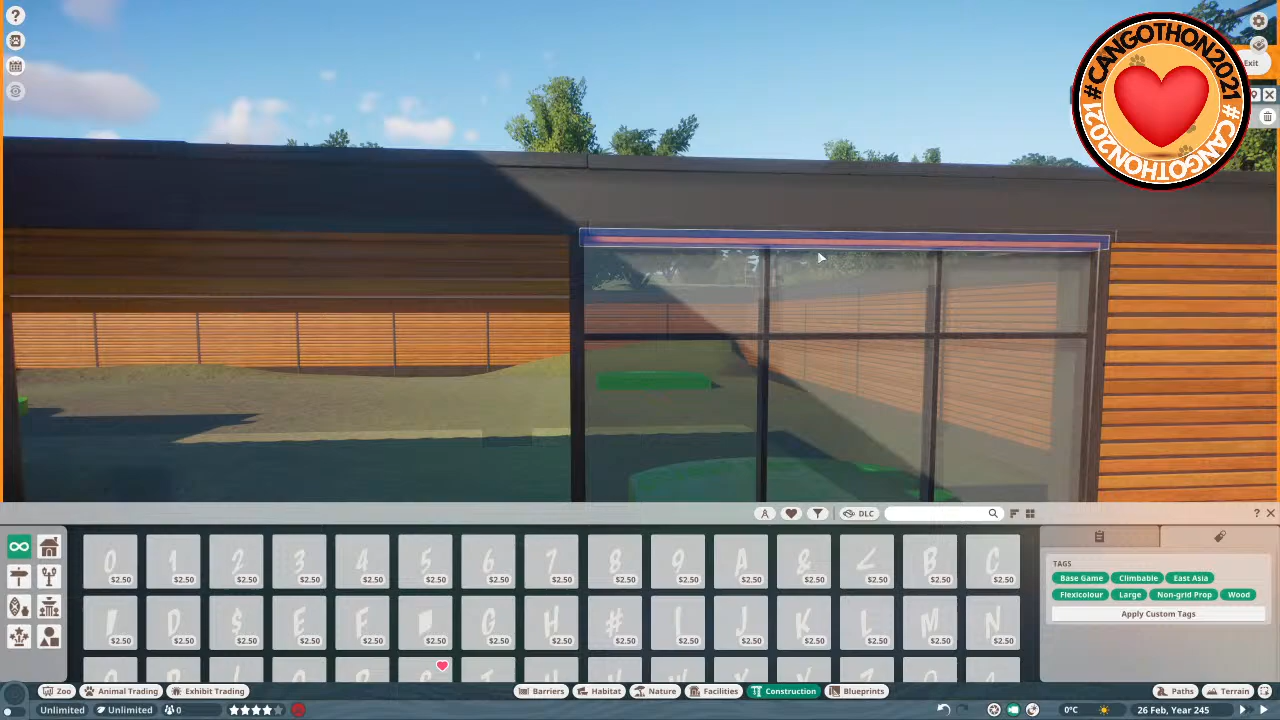 ?
#CANGOTHON2021
#CANGOTHON2021
Exit
DLC
?
0 $2.50
1 $2.50
2 $2.50
3 $2.50
4 $2.50
5 $2.50
6 $2.50
7 $2.50
8 $2.50
9 $2.50
A $2.50
& $2.50
< $2.50
B $2.50
C $2.50
$2.50
D $2.50
$ $2.50
E $2.50
F $2.50
$2.50
G $2.50
H $2.50
# $2.50
I $2.50
J $2.50
K $2.50
L $2.50
M $2.50
N $2.50
TAGS
Base Game
Climbable
East Asia
Flexicolour
Large
Non-grid Prop
Wood
Apply Custom Tags
Zoo
Animal Trading
Exhibit Trading
Barriers
Habitat
Nature
Facilities
Construction
Blueprints
Paths
Terrain
Unlimited
Unlimited
0
0°C
26 Feb, Year 245